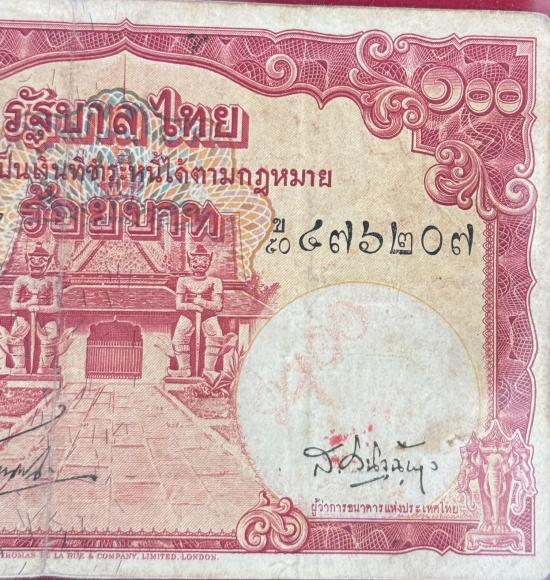 ๑๐๐
รัฐบาลไทย
เป็นเงินที่ชำระหนี้ได้ตามกฎหมาย
ร้อยบาท
ข
๕๐ ๔๗๖๒๐๗
ผู้ว่าการธนาคารแห่งประเทศไทย
THOMAS DE LA RUE & COMPANY, LIMITED, LONDON.